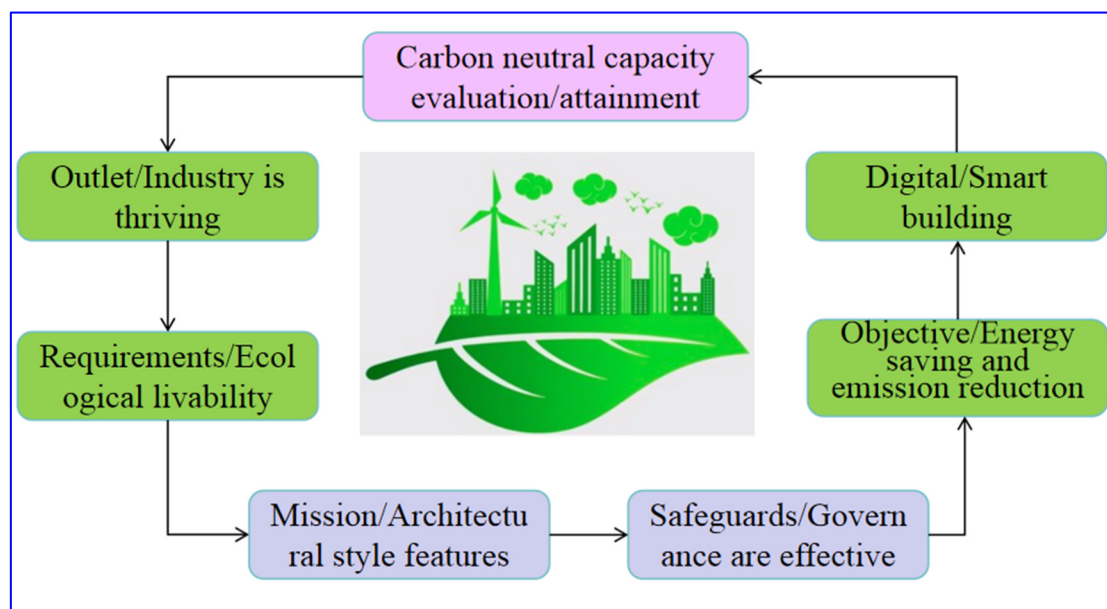 Carbon neutral capacity
evaluation/attainment
Outlet/Industry is
thriving
Digital/Smart
building
Requirements/Ecol
ogical livability
Objective/Energy
saving and
emission reduction
Mission/Architectu
ral style features
Safeguards/Govern
ance are effective